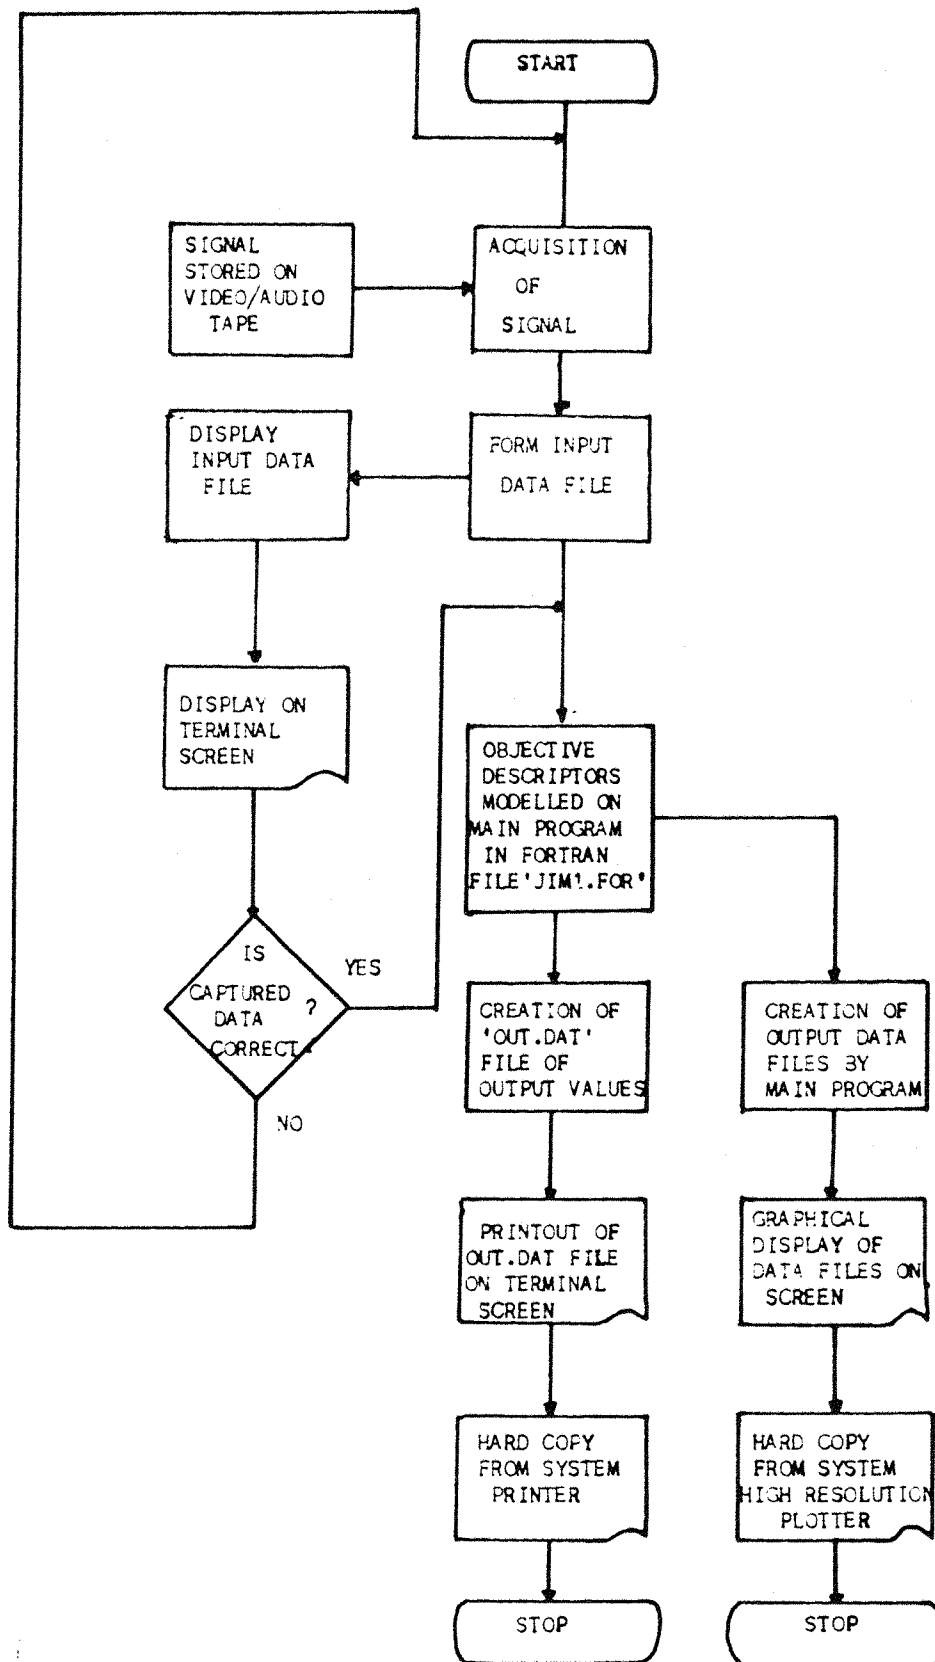 START
SIGNAL
STORED ON
VIDEO/AUDIO
TAPE
ACQUISITION
OF
SIGNAL
DISPLAY
INPUT DATA
FILE
FORM INPUT
DATA FILE
DISPLAY ON
TERMINAL
SCREEN
OBJECTIVE
DESCRIPTORS
MODELLED ON
MAIN PROGRAM
IN FORTRAN
FILE'JIM1.FOR'
IS
CAPTURED
DATA ?
CORRECT.
YES
NO
CREATION OF
'OUT.DAT'
FILE OF
OUTPUT VALUES
CREATION OF
OUTPUT DATA
FILES BY
MAIN PROGRAM
PRINTOUT OF
OUT.DAT FILE
ON TERMINAL
SCREEN
GRAPHICAL
DISPLAY OF
DATA FILES ON
SCREEN
HARD COPY
FROM SYSTEM
PRINTER
HARD COPY
FROM SYSTEM
HIGH RESOLUTION
PLOTTER
STOP
STOP